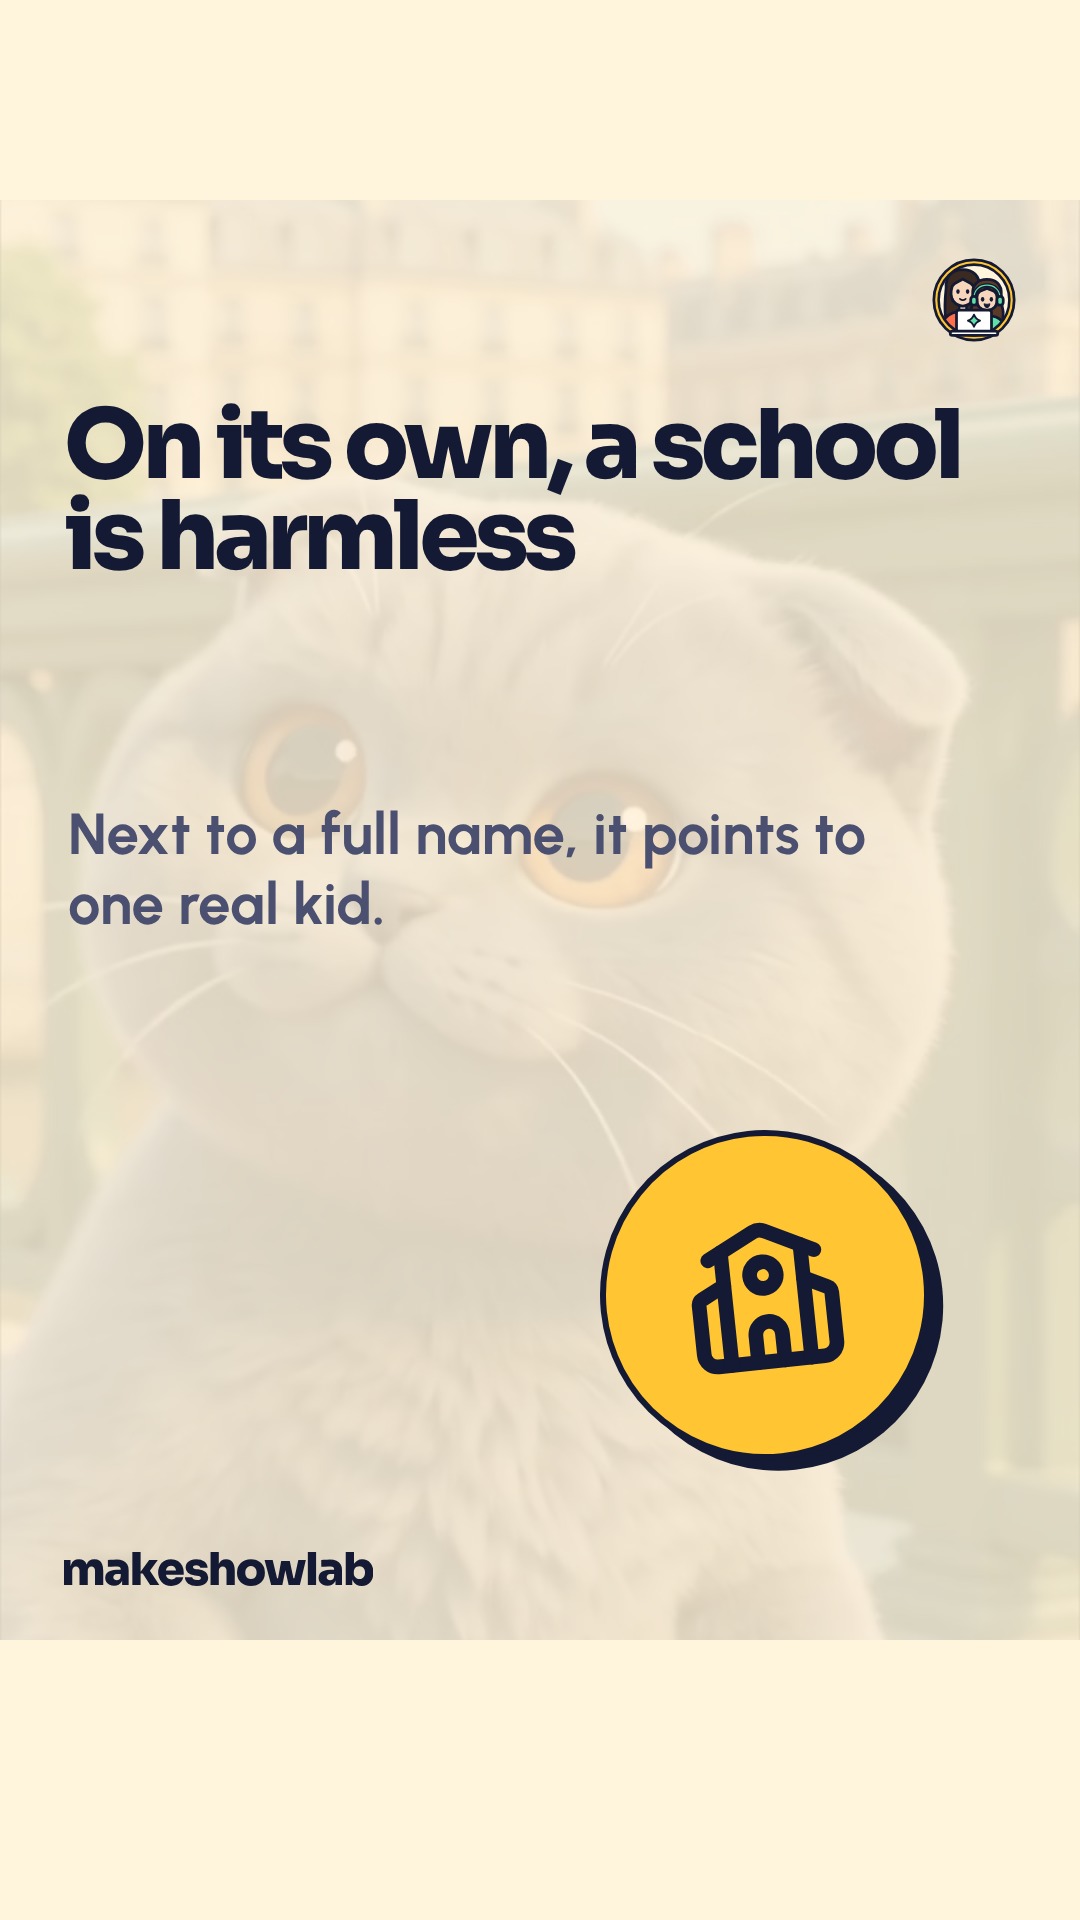 On its own, a school
is harmless
Next to a full name, it points to
one real kid.
makeshowlab